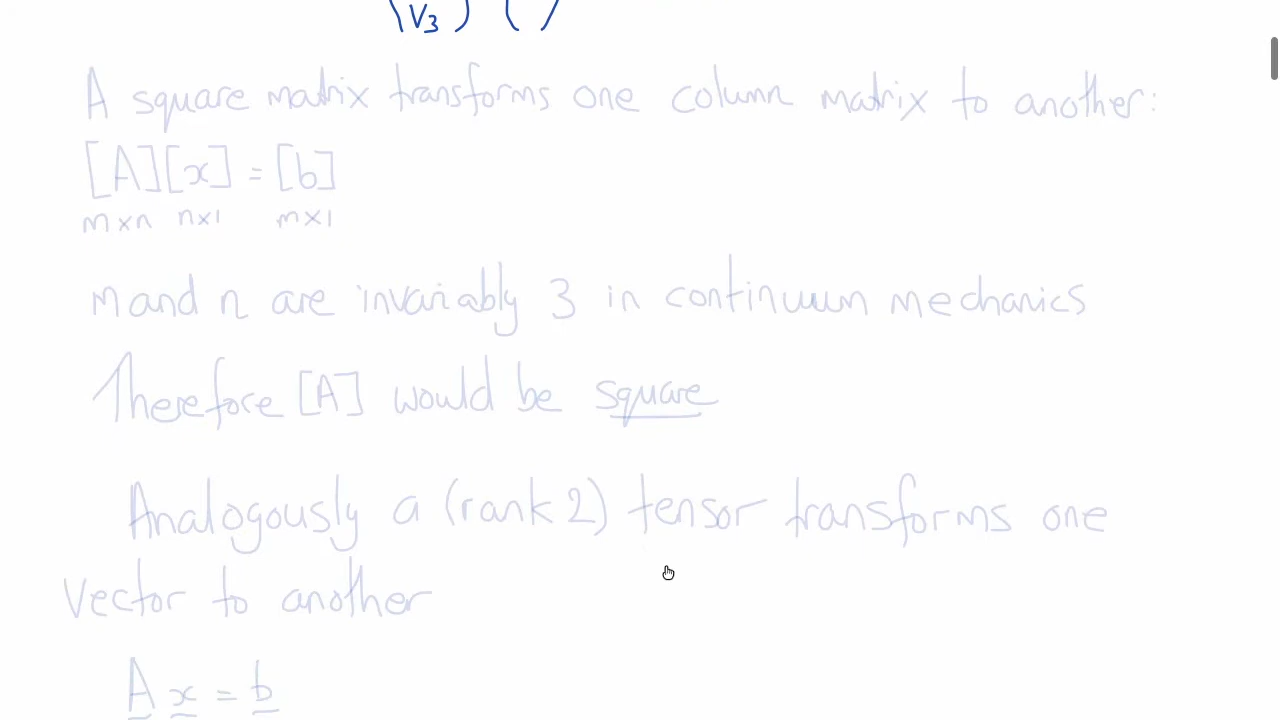 V₃
A square matrix transforms one column matrix to another:
[A][x] = [b]
m×n n×1 m×1
m and n are invariably 3 in continuum mechanics
Therefore [A] would be square
Analogously a (rank 2) tensor transforms one
vector to another
A x = b